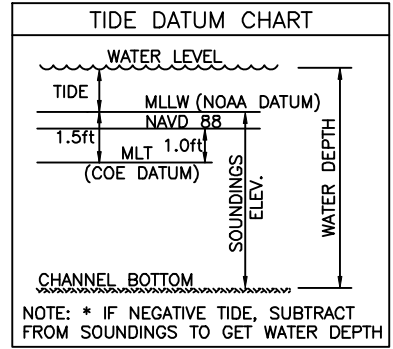 TIDE DATUM CHART
WATER LEVEL
TIDE
MLLW (NOAA DATUM)
NAVD 88
1.5ft
1.0ft
MLT
(COE DATUM)
SOUNDINGS
ELEV.
WATER DEPTH
CHANNEL BOTTOM
NOTE: * IF NEGATIVE TIDE, SUBTRACT
FROM SOUNDINGS TO GET WATER DEPTH